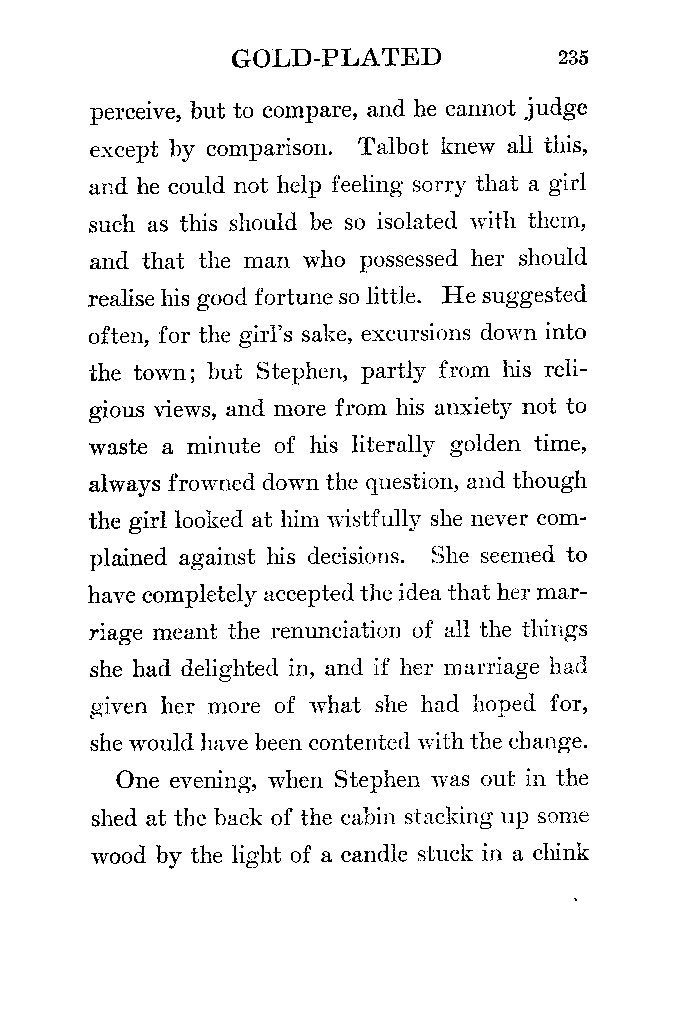 GOLD-PLATED 235
perceive, but to compare, and he cannot judge
except by comparison. Talbot knew all this,
and he could not help feeling sorry that a girl
such as this should be so isolated with them,
and that the man who possessed her should
realise his good fortune so little. He suggested
often, for the girl's sake, excursions down into
the town; but Stephen, partly from his reli-
gious views, and more from his anxiety not to
waste a minute of his literally golden time,
always frowned down the question, and though
the girl looked at him wistfully she never com-
plained against his decisions. She seemed to
have completely accepted the idea that her mar-
riage meant the renunciation of all the things
she had delighted in, and if her marriage had
given her more of what she had hoped for,
she would have been contented with the change.
One evening, when Stephen was out in the
shed at the back of the cabin stacking up some
wood by the light of a candle stuck in a chink